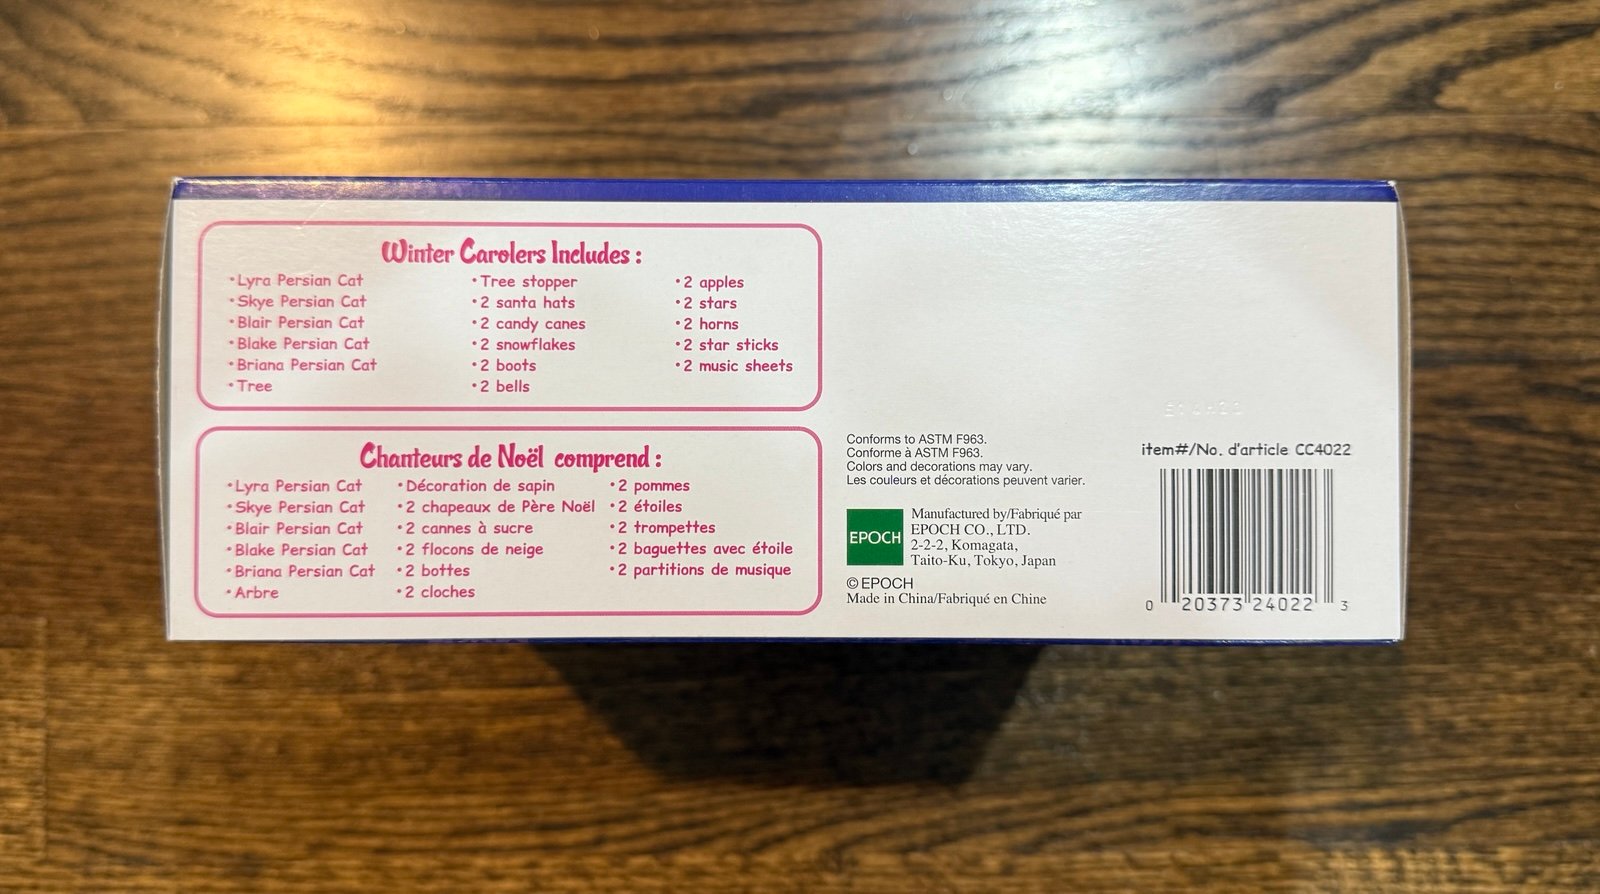 Winter Carolers Includes :
•Lyra Persian Cat
•Skye Persian Cat
•Blair Persian Cat
•Blake Persian Cat
•Briana Persian Cat
•Tree
•Tree stopper
•2 santa hats
•2 candy canes
•2 snowflakes
•2 boots
•2 bells
•2 apples
•2 stars
•2 horns
•2 star sticks
•2 music sheets
Chanteurs de Noël comprend :
•Lyra Persian Cat
•Skye Persian Cat
•Blair Persian Cat
•Blake Persian Cat
•Briana Persian Cat
•Arbre
•Décoration de sapin
•2 chapeaux de Père Noël
•2 cannes à sucre
•2 flocons de neige
•2 bottes
•2 cloches
•2 pommes
•2 étoiles
•2 trompettes
•2 baguettes avec étoile
•2 partitions de musique
Conforms to ASTM F963.
Conforme à ASTM F963.
Colors and decorations may vary.
Les couleurs et décorations peuvent varier.
EPOCH
Manufactured by/Fabriqué par
EPOCH CO., LTD.
2-2-2, Komagata,
Taito-Ku, Tokyo, Japan
© EPOCH
Made in China/Fabriqué en Chine
item#/No. d'article CC4022
0 20373 24022 3